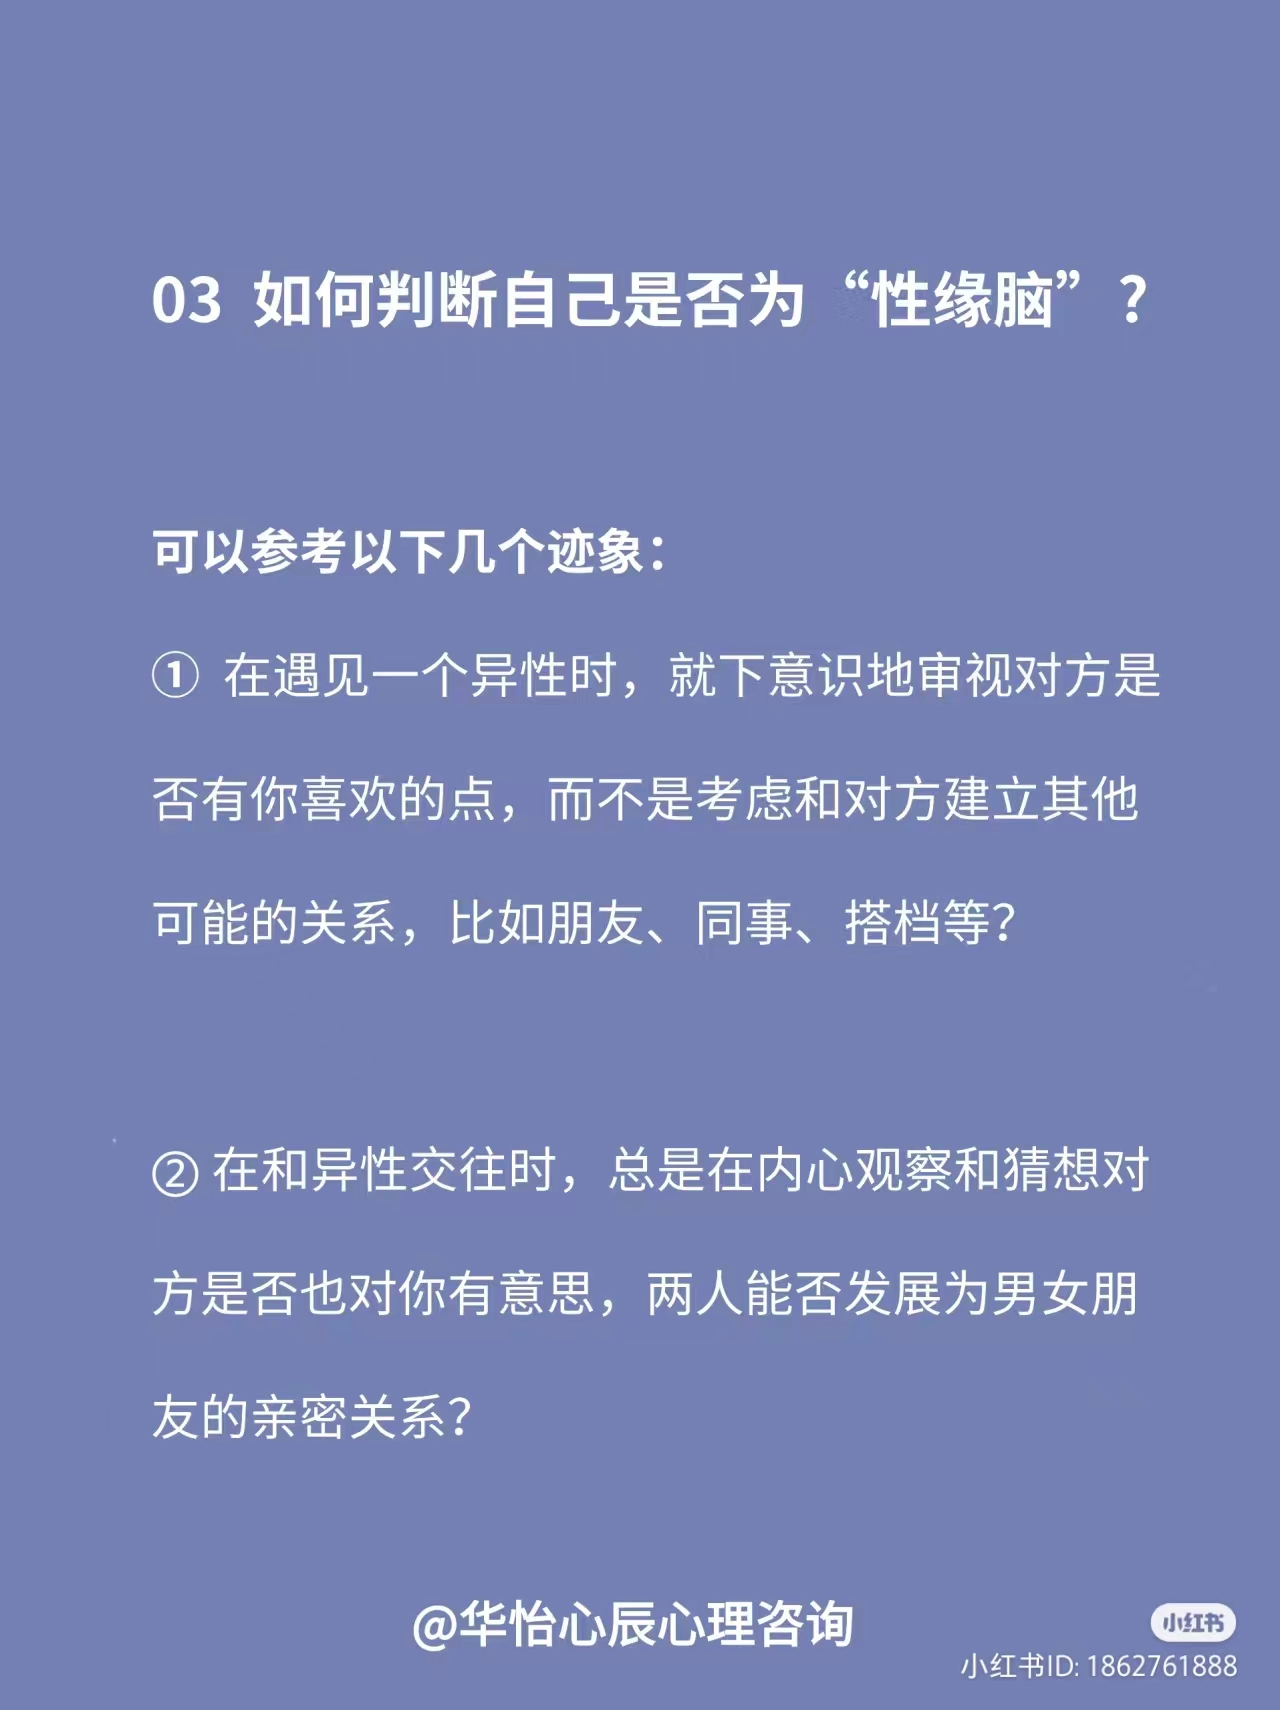 03 如何判断自己是否为“性缘脑”？
可以参考以下几个迹象：
① 在遇见一个异性时，就下意识地审视对方是
否有你喜欢的点，而不是考虑和对方建立其他
可能的关系，比如朋友、同事、搭档等？
② 在和异性交往时，总是在内心观察和猜想对
方是否也对你有意思，两人能否发展为男女朋
友的亲密关系？
@华怡心辰心理咨询
小红书
小红书ID: 1862761888